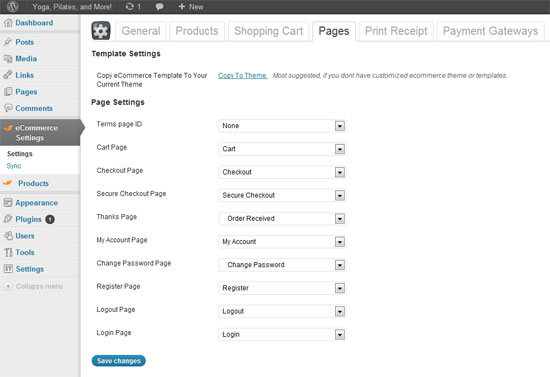 Yoga, Pilates, and More! 1 + New
Dashboard
Posts
Media
Links
Pages
Comments
eCommerce Settings
Settings
Sync
Products
Appearance
Plugins 1
Users
Tools
Settings
Collapse menu
General Products Shopping Cart Pages Print Receipt Payment Gateways
Template Settings
Copy eCommerce Template To Your Current Theme
Copy To Theme Most suggested, if you dont have customized ecommerce theme or templates.
Page Settings
Terms page ID None
Cart Page Cart
Checkout Page Checkout
Secure Checkout Page Secure Checkout
Thanks Page Order Received
My Account Page My Account
Change Password Page Change Password
Register Page Register
Logout Page Logout
Login Page Login
Save changes